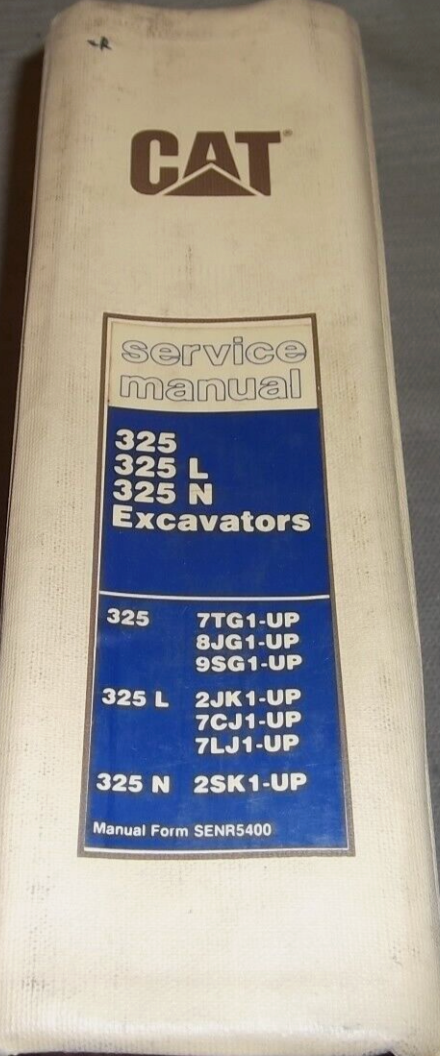 CAT®
service
manual
325
325 L
325 N
Excavators
325 7TG1-UP
8JG1-UP
9SG1-UP
325 L 2JK1-UP
7CJ1-UP
7LJ1-UP
325 N 2SK1-UP
Manual Form SENR5400